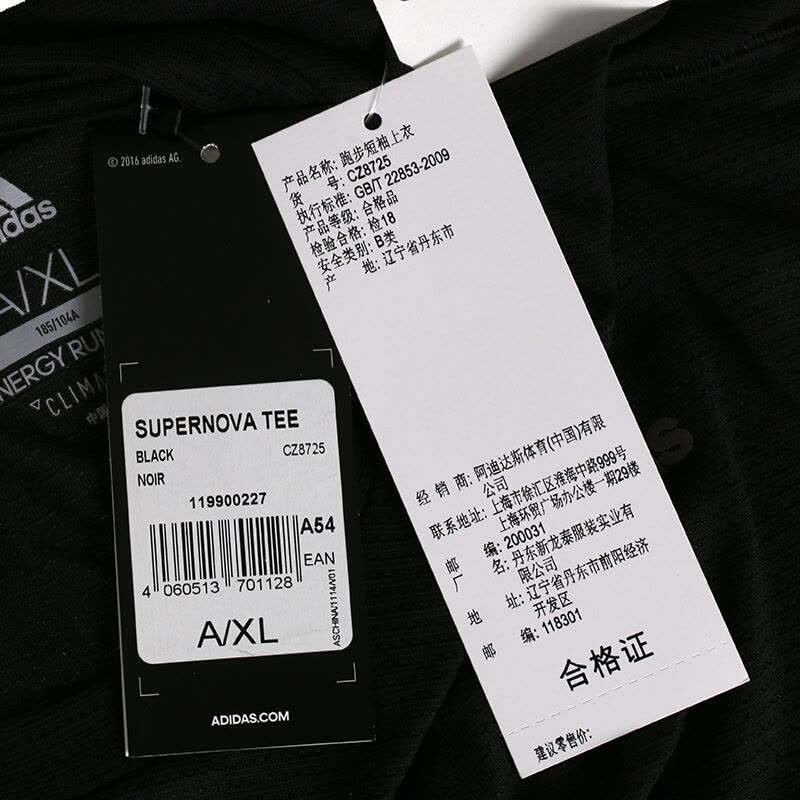 © 2016 adidas AG.
adidas
A/XL
185/104A
ENERGY RUN
CLIMA
中国
SUPERNOVA TEE
BLACK CZ8725
NOIR
119900227
A54
EAN
4 060513 701128
ASCHINA/1114/V01
A/XL
ADIDAS.COM
产品名称: 跑步短袖上衣
货 号: CZ8725
执行标准: GB/T 22853-2009
产品等级: 合格品
检验合格: 检18
安全类别: B类
产 地: 辽宁省丹东市
经 销 商: 阿迪达斯体育(中国)有限
公司
联系地址: 上海市徐汇区淮海中路999号
上海环贸广场办公楼一期29楼
邮 编: 200031
厂 名: 丹东新龙泰服装实业有
限公司
地 址: 辽宁省丹东市前阳经济
开发区
邮 编: 118301
合格证
建议零售价:
s